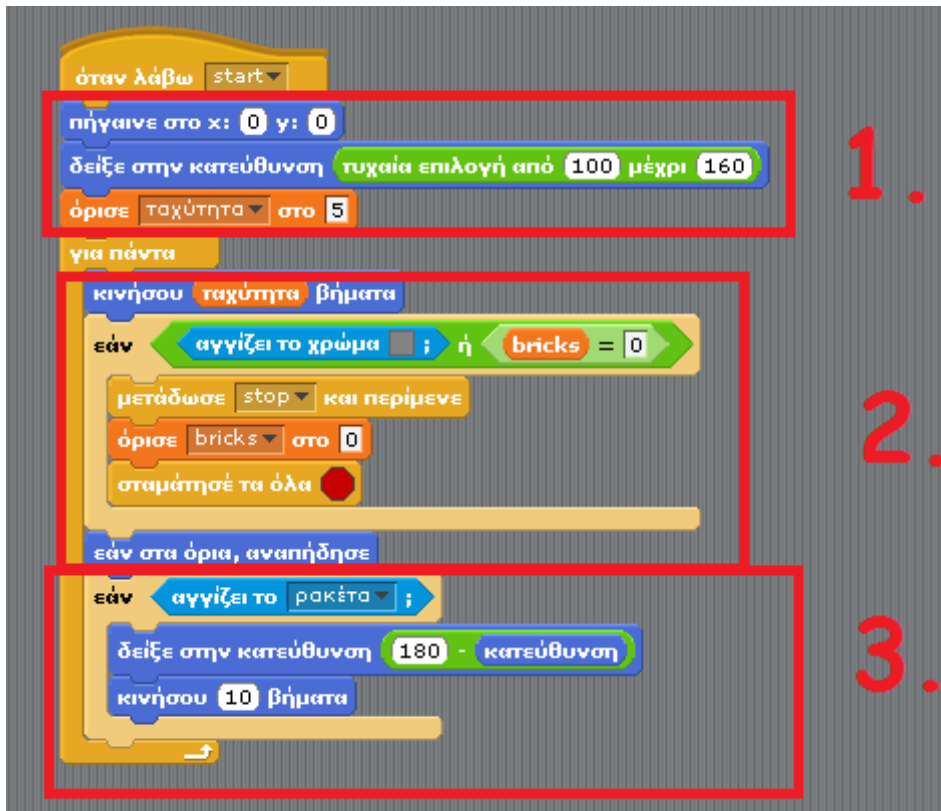 όταν λάβω start
πήγαινε στο x: 0 y: 0
δείξε στην κατεύθυνση τυχαία επιλογή από 100 μέχρι 160
όρισε ταχύτητα στο 5
1.
για πάντα
κινήσου ταχύτητα βήματα
εάν αγγίζει το χρώμα ; ή bricks = 0
μετάδωσε stop και περίμενε
όρισε bricks στο 0
σταμάτησέ τα όλα
εάν στα όρια, αναπήδησε
2.
εάν αγγίζει το ρακέτα ;
δείξε στην κατεύθυνση 180 - κατεύθυνση
κινήσου 10 βήματα
3.